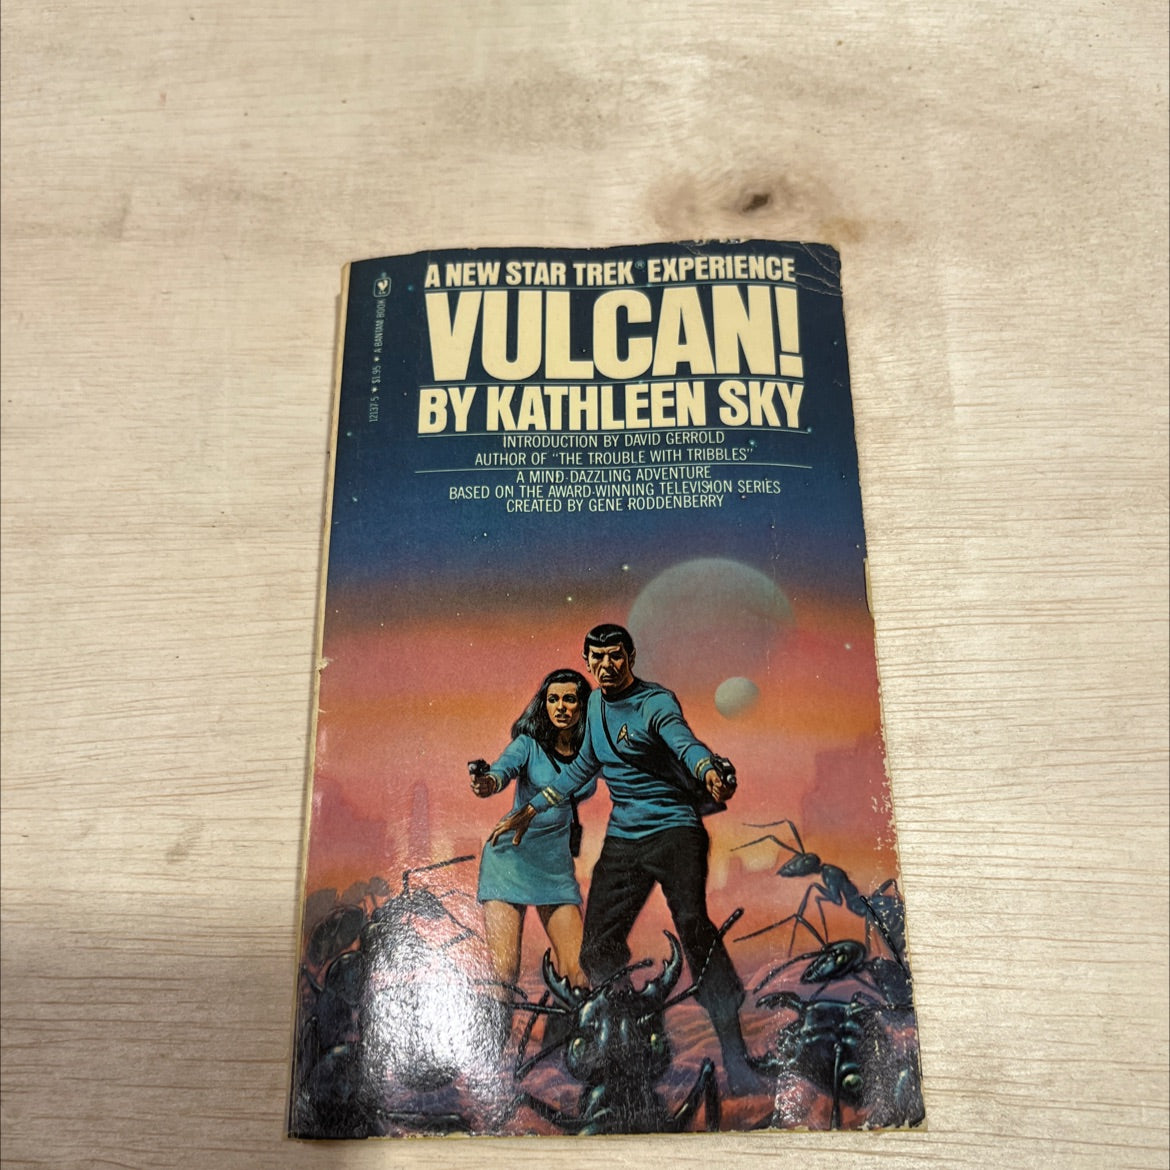 A NEW STAR TREK® EXPERIENCE
VULCAN!
BY KATHLEEN SKY
INTRODUCTION BY DAVID GERROLD
AUTHOR OF "THE TROUBLE WITH TRIBBLES"
A MIND-DAZZLING ADVENTURE
BASED ON THE AWARD-WINNING TELEVISION SERIES
CREATED BY GENE RODDENBERRY
12137-5 ★ $1.95 ★ A BANTAM BOOK